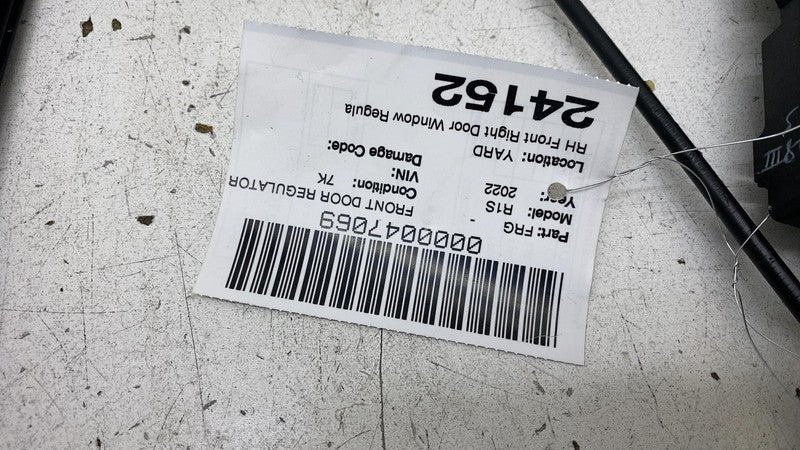 0000047069
FRONT DOOR REGULATOR
Part: FRG
Model: R1S
Condition: 7K
Year: 2022
VIN:
Damage Code:
Location: YARD
RH Front Right Door Window Regula
24152